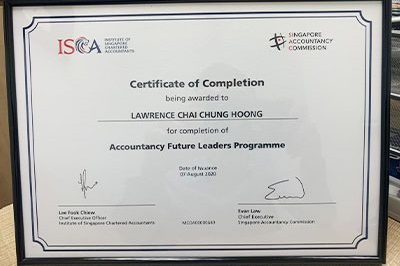 ISCA
INSTITUTE OF
SINGAPORE
CHARTERED
ACCOUNTANTS
SINGAPORE
ACCOUNTANCY
COMMISSION
Certificate of Completion
being awarded to
LAWRENCE CHAI CHUNG HOONG
for completion of
Accountancy Future Leaders Programme
Date of Issuance
07 August 2020
Lee Fook Chiew
Chief Executive Officer
Institute of Singapore Chartered Accountants
Evan Law
Chief Executive
Singapore Accountancy Commission